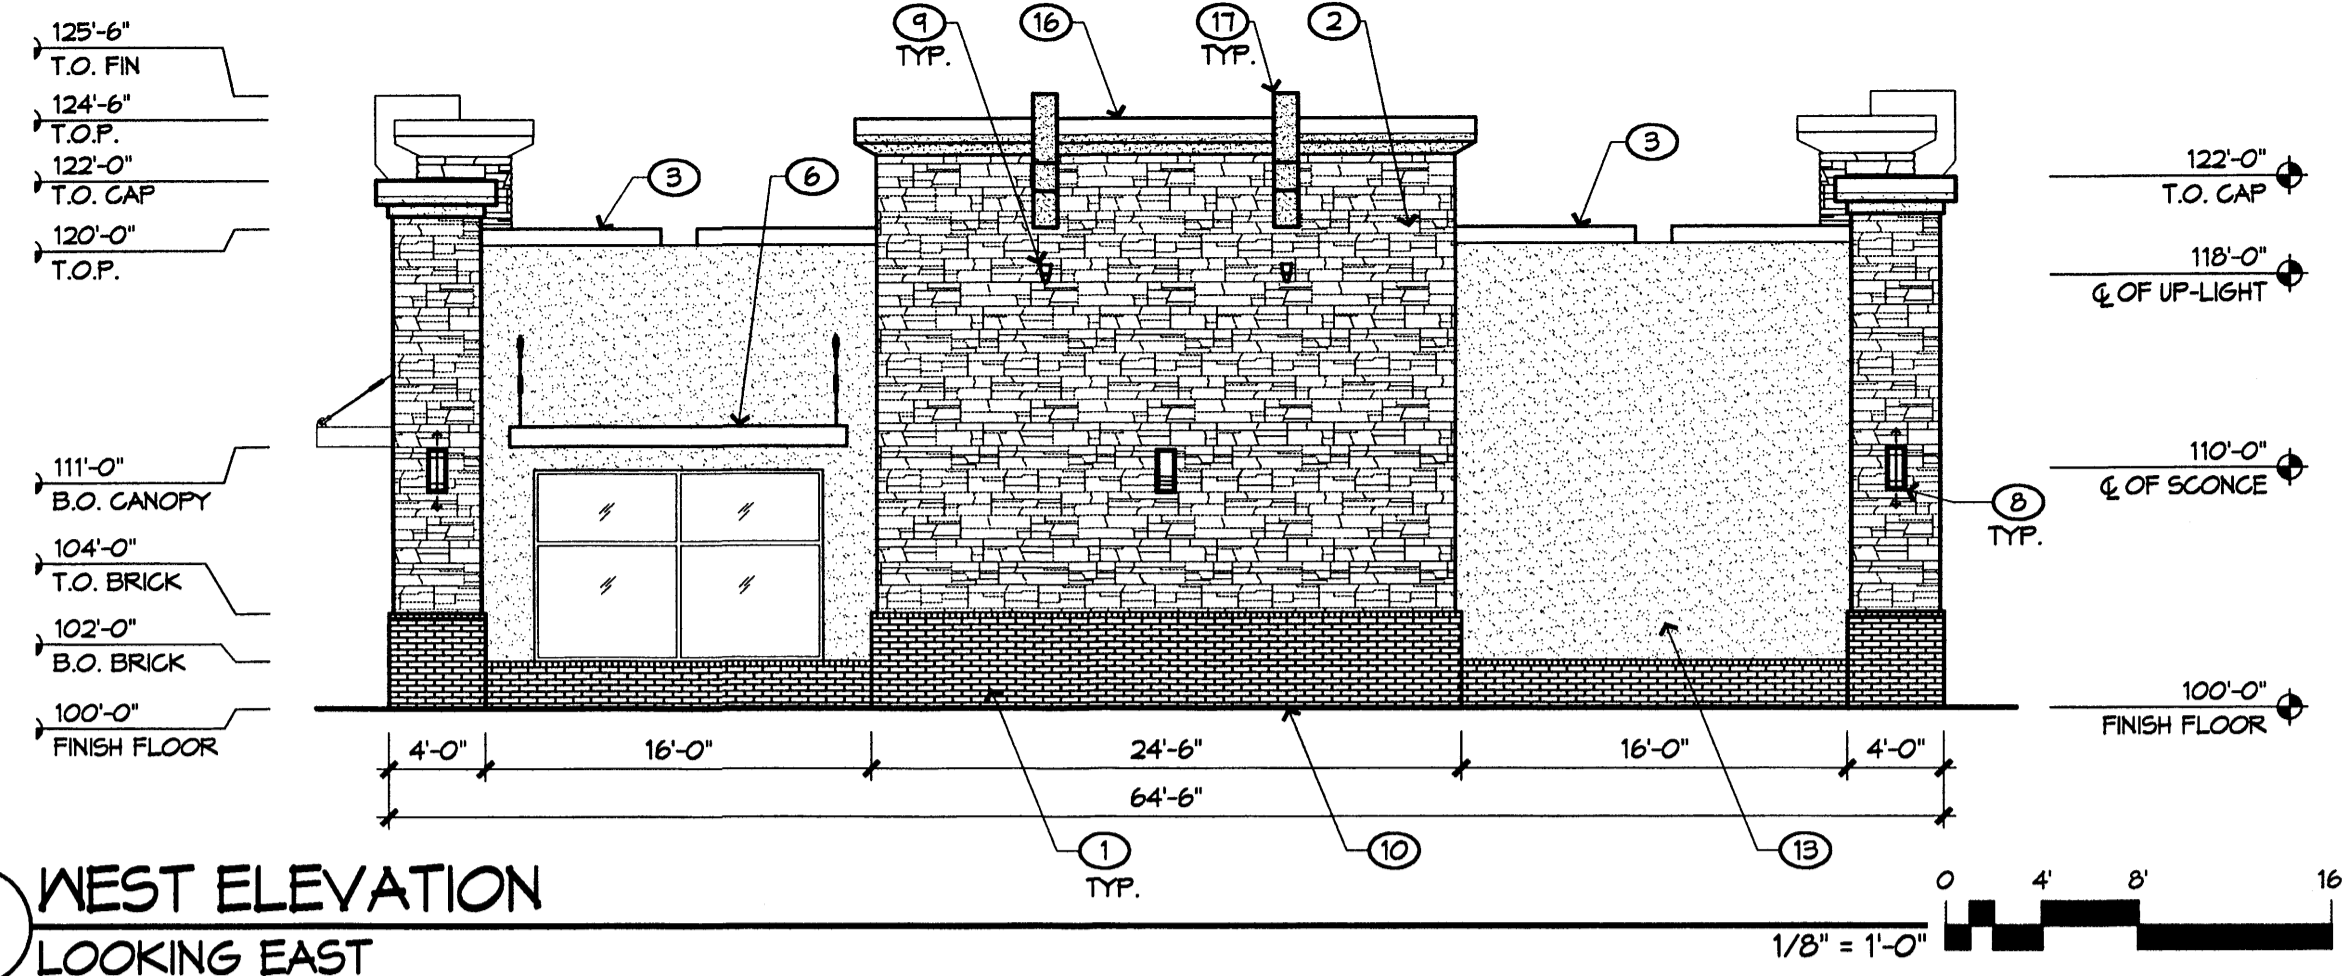 125'-6"
T.O. FIN
124'-6"
T.O.P.
122'-0"
T.O. CAP
120'-0"
T.O.P.
111'-0"
B.O. CANOPY
104'-0"
T.O. BRICK
102'-0"
B.O. BRICK
100'-0"
FINISH FLOOR
9
TYP.
16
17
TYP.
2
3
6
3
122'-0"
T.O. CAP
118'-0"
℄ OF UP-LIGHT
110'-0"
℄ OF SCONCE
8
TYP.
100'-0"
FINISH FLOOR
4'-0" 16'-0" 24'-6" 16'-0" 4'-0"
64'-6"
1
TYP.
10
13
WEST ELEVATION
LOOKING EAST
1/8" = 1'-0"
0 4' 8' 16